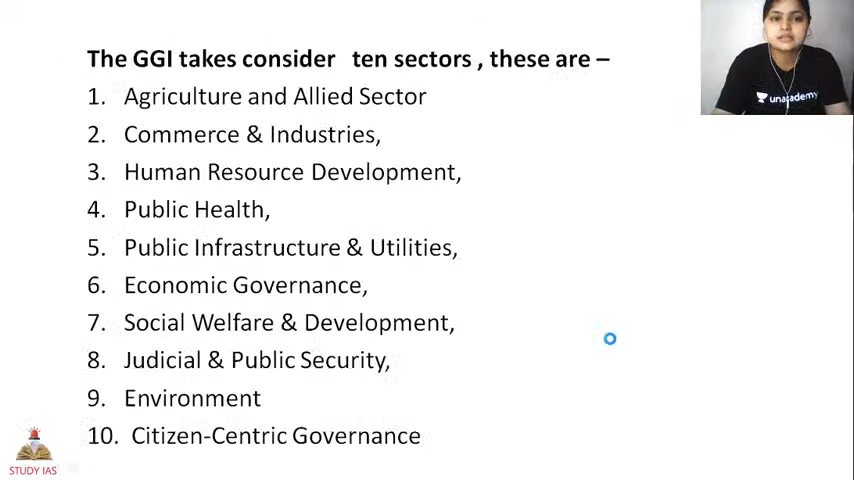 The GGI takes consider ten sectors , these are –
1. Agriculture and Allied Sector
2. Commerce & Industries,
3. Human Resource Development,
4. Public Health,
5. Public Infrastructure & Utilities,
6. Economic Governance,
7. Social Welfare & Development,
8. Judicial & Public Security,
9. Environment
10. Citizen-Centric Governance
unacademy
STUDY IAS